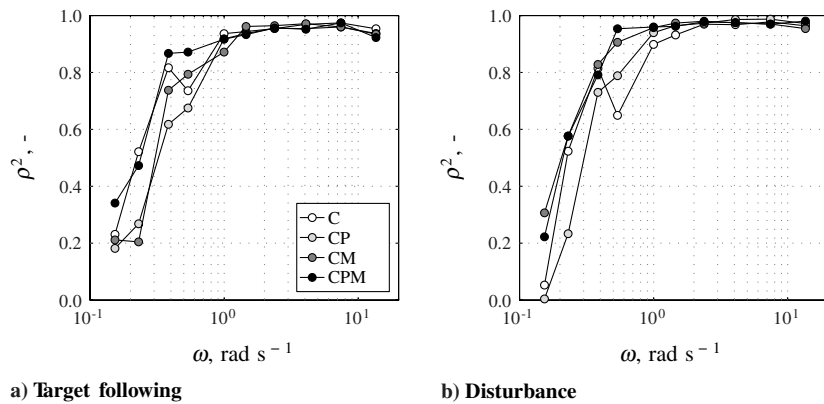 1.0
0.8
0.6
0.4
0.2
0.0
ρ², -
C
CP
CM
CPM
10⁻¹ 10⁰ 10¹
ω, rad s⁻¹
a) Target following
1.0
0.8
0.6
0.4
0.2
0.0
ρ², -
10⁻¹ 10⁰ 10¹
ω, rad s⁻¹
b) Disturbance